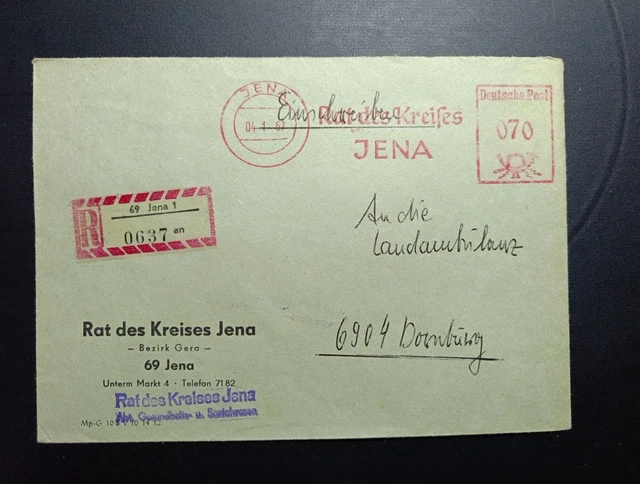 JENA
04.1.67
Einschreiben
Rat des Kreises
JENA
Deutsche Post
070
R
69 Jena 1
0637 an
An die
Landambulanz
6904 Dornburg
Rat des Kreises Jena
– Bezirk Gera –
69 Jena
Unterm Markt 4 · Telefon 7182
Rat des Kreises Jena
Abt. Gesundheits- u. Sozialwesen
Mp-G